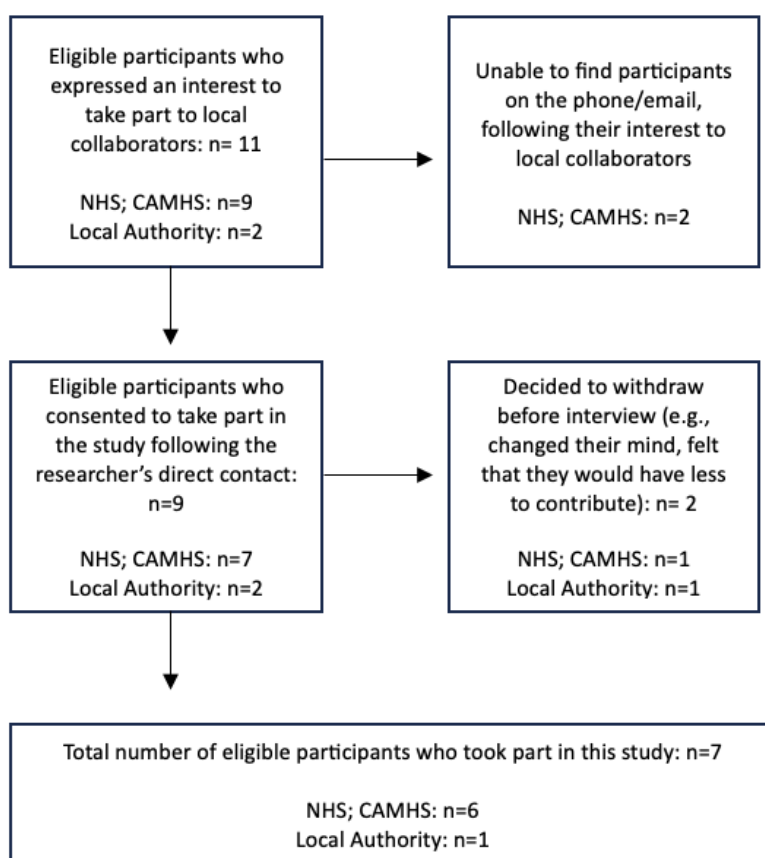 Eligible participants who
expressed an interest to
take part to local
collaborators: n= 11
NHS; CAMHS: n=9
Local Authority: n=2
Unable to find participants
on the phone/email,
following their interest to
local collaborators
NHS; CAMHS: n=2
Eligible participants who
consented to take part in
the study following the
researcher’s direct contact:
n=9
NHS; CAMHS: n=7
Local Authority: n=2
Decided to withdraw
before interview (e.g.,
changed their mind, felt
that they would have less
to contribute): n= 2
NHS; CAMHS: n=1
Local Authority: n=1
Total number of eligible participants who took part in this study: n=7
NHS; CAMHS: n=6
Local Authority: n=1